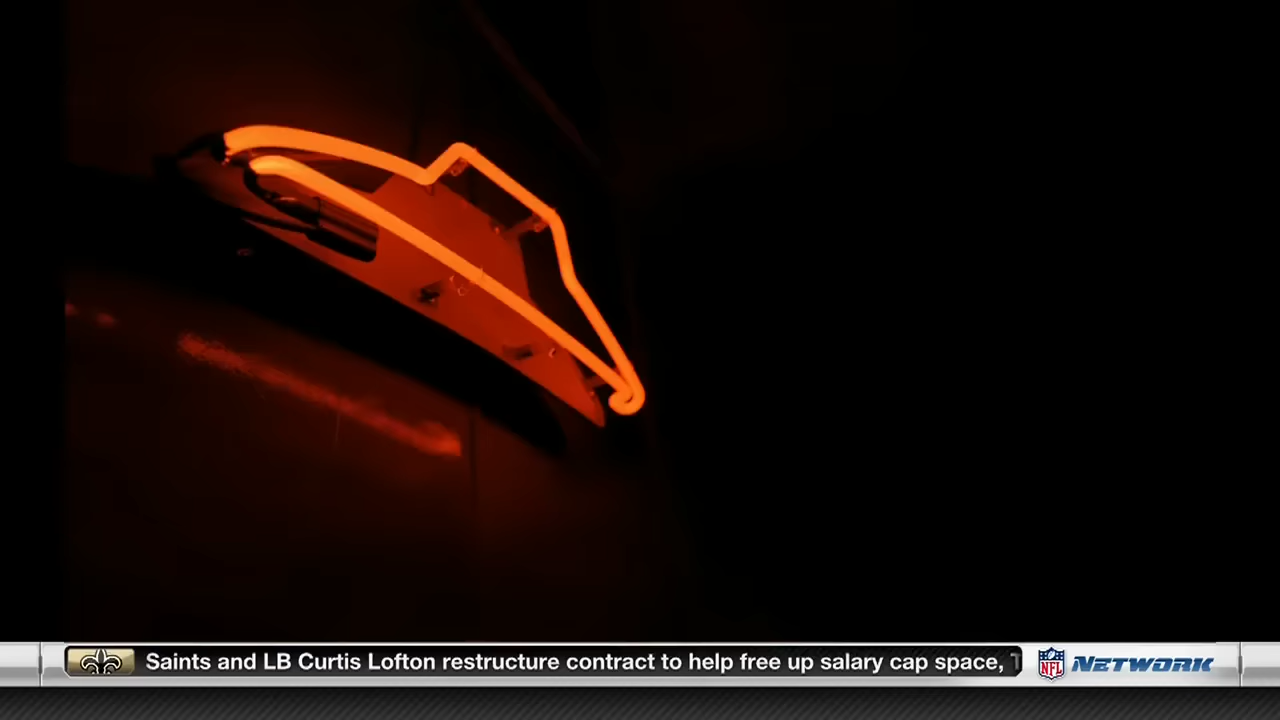 Saints and LB Curtis Lofton restructure contract to help free up salary cap space,
NFL NETWORK